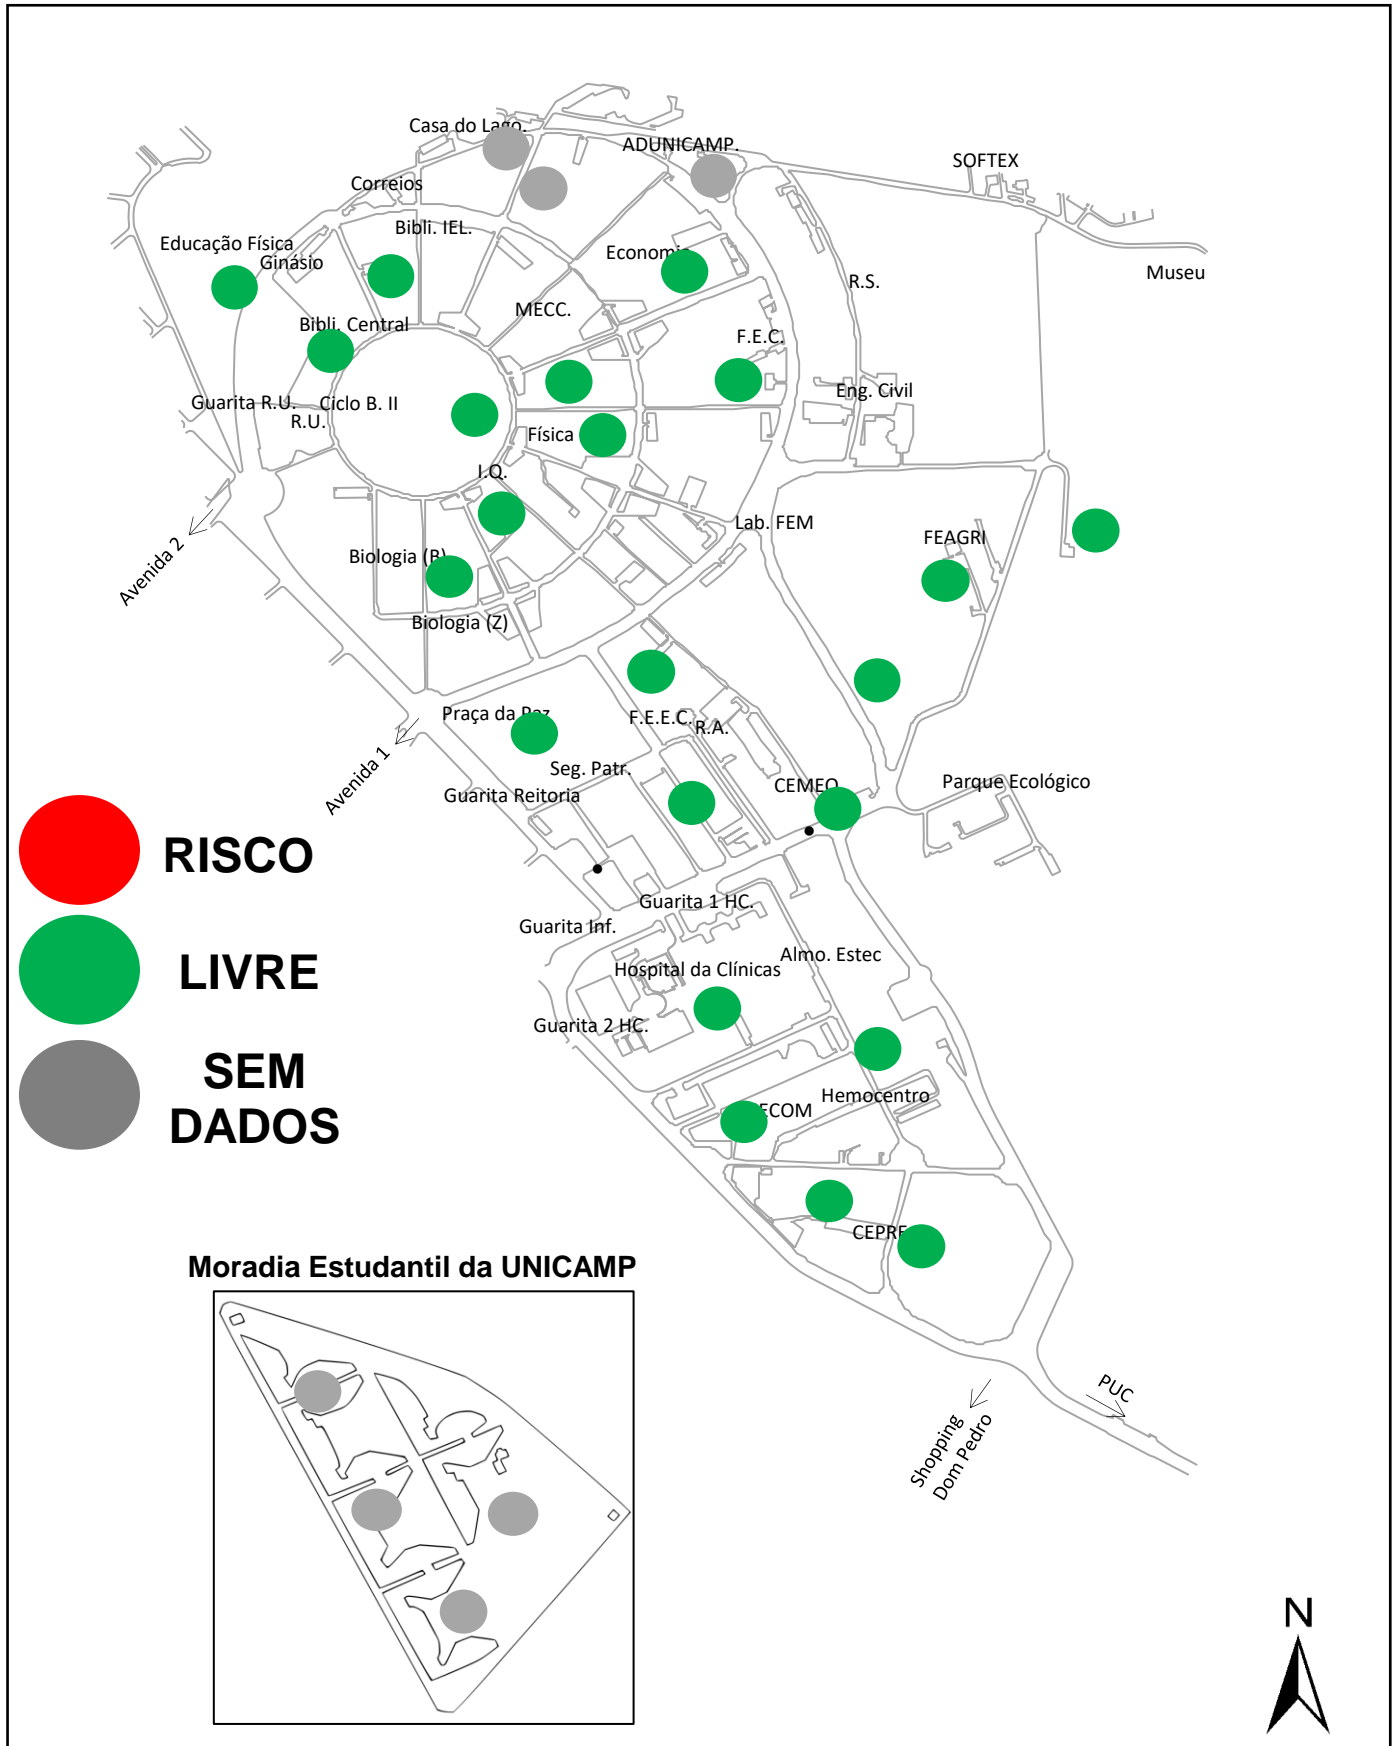 Casa do Lago.
ADUNICAMP.
SOFTEX
Correios
Bibli. IEL.
Educação Física
Ginásio
Economia
Museu
R.S.
MECC.
Bibli. Central
F.E.C.
Eng. Civil
Guarita R.U.
Ciclo B. II
R.U.
Física
I.Q.
Lab. FEM
FEAGRI
Avenida 2
Biologia (B)
Biologia (Z)
Praça da Paz
F.E.E.C.
R.A.
Avenida 1
Seg. Patr.
Guarita Reitoria
CEMEQ
Parque Ecológico
RISCO
Guarita 1 HC.
Guarita Inf.
Almo. Estec
LIVRE
Hospital da Clínicas
Guarita 2 HC.
SEM
DADOS
Hemocentro
ECOM
CEPRE
Moradia Estudantil da UNICAMP
PUC
Shopping
Dom Pedro
N